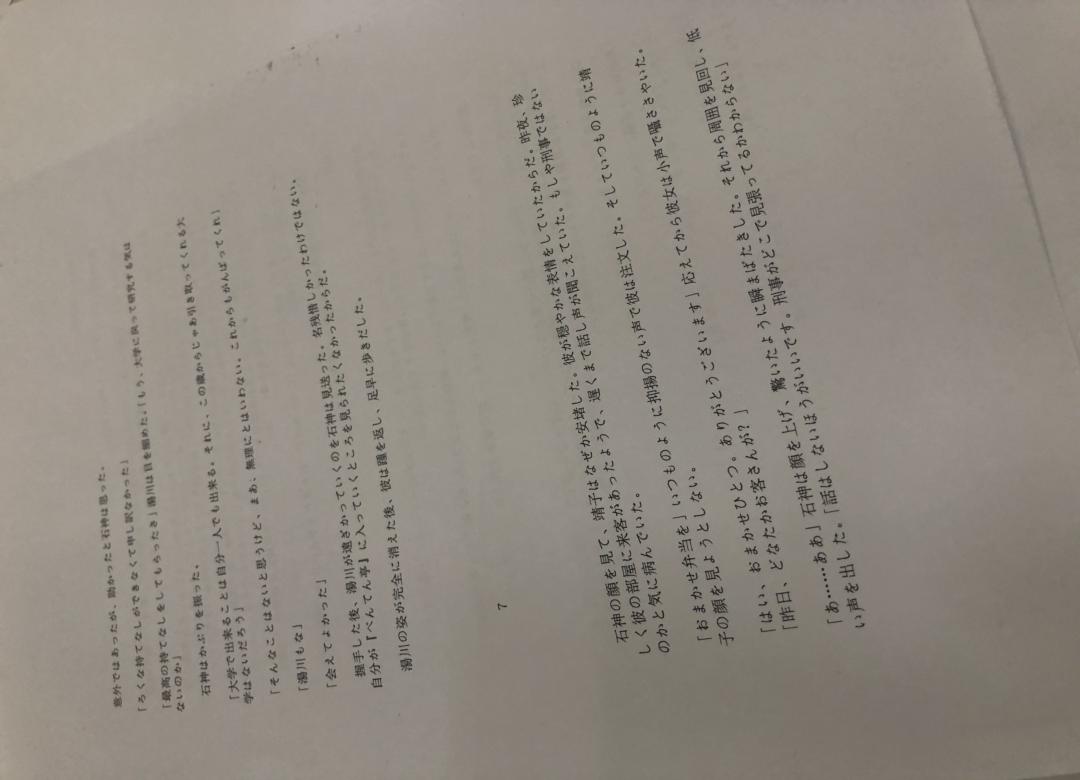 意外ではあったが、助かったと石神は思った。
「ろくな持てなしができなくて申し訳なかった」
「最高の持てなしをしてもらったさ」湯川は目を細めた。「もう、大学に戻って研究する気は
ないのか」
石神はかぶりを振った。
「大学で出来ることは自分一人でも出来る。それに、この歳からじゃあ引き取ってくれる大
学はないだろう」
「そんなことはないと思うけど、まあ、無理にとはいわない。これからもがんばってくれ」
「湯川もな」
「会えてよかった」
握手した後、湯川が遠ざかっていくのを石神は見送った。名残惜しかったわけではない。
自分が『べんてん亭』に入っていくところを見られたくなかったからだ。
湯川の姿が完全に消えた後、彼は踵を返し、足早に歩きだした。
7
石神の顔を見て、靖子はなぜか安堵した。彼が穏やかな表情をしていたからだ。昨夜、珍
しく彼の部屋に来客があったようで、遅くまで話し声が聞こえていた。もしや刑事ではない
のかと気に病んでいた。
「おまかせ弁当を」いつものように抑揚のない声で彼は注文した。そしていつものように靖
子の顔を見ようとしない。
「はい、おまかせひとつ。ありがとうございます」応えてから彼女は小声で囁ささやいた。
「昨日、どなたかお客さんが？」
「あ……ああ」石神は顔を上げ、驚いたように瞬まばたきした。それから周囲を見回し、低
い声を出した。「話はしないほうがいいです。刑事がどこで見張ってるかわからない」